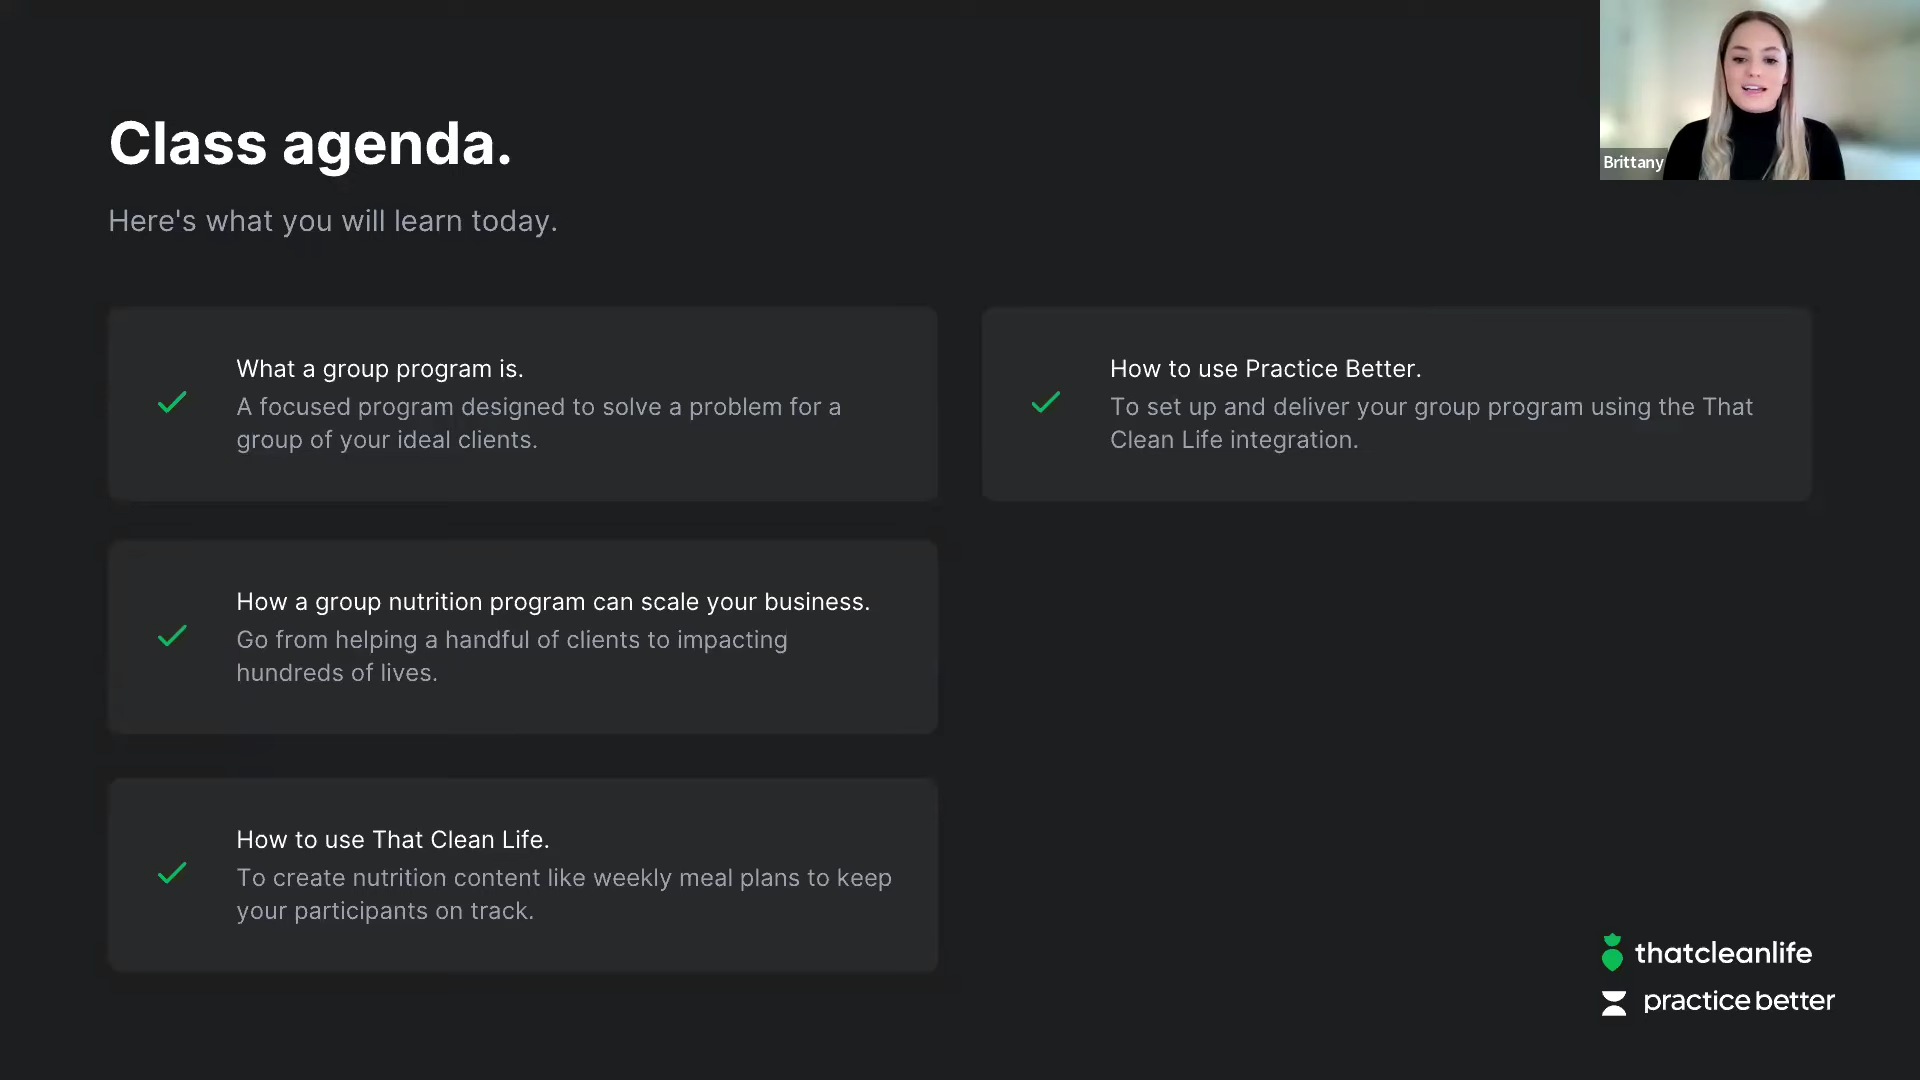 Class agenda.
Here's what you will learn today.
What a group program is.
A focused program designed to solve a problem for a
group of your ideal clients.
How a group nutrition program can scale your business.
Go from helping a handful of clients to impacting
hundreds of lives.
How to use That Clean Life.
To create nutrition content like weekly meal plans to keep
your participants on track.
How to use Practice Better.
To set up and deliver your group program using the That
Clean Life integration.
Brittany
thatcleanlife
practice better